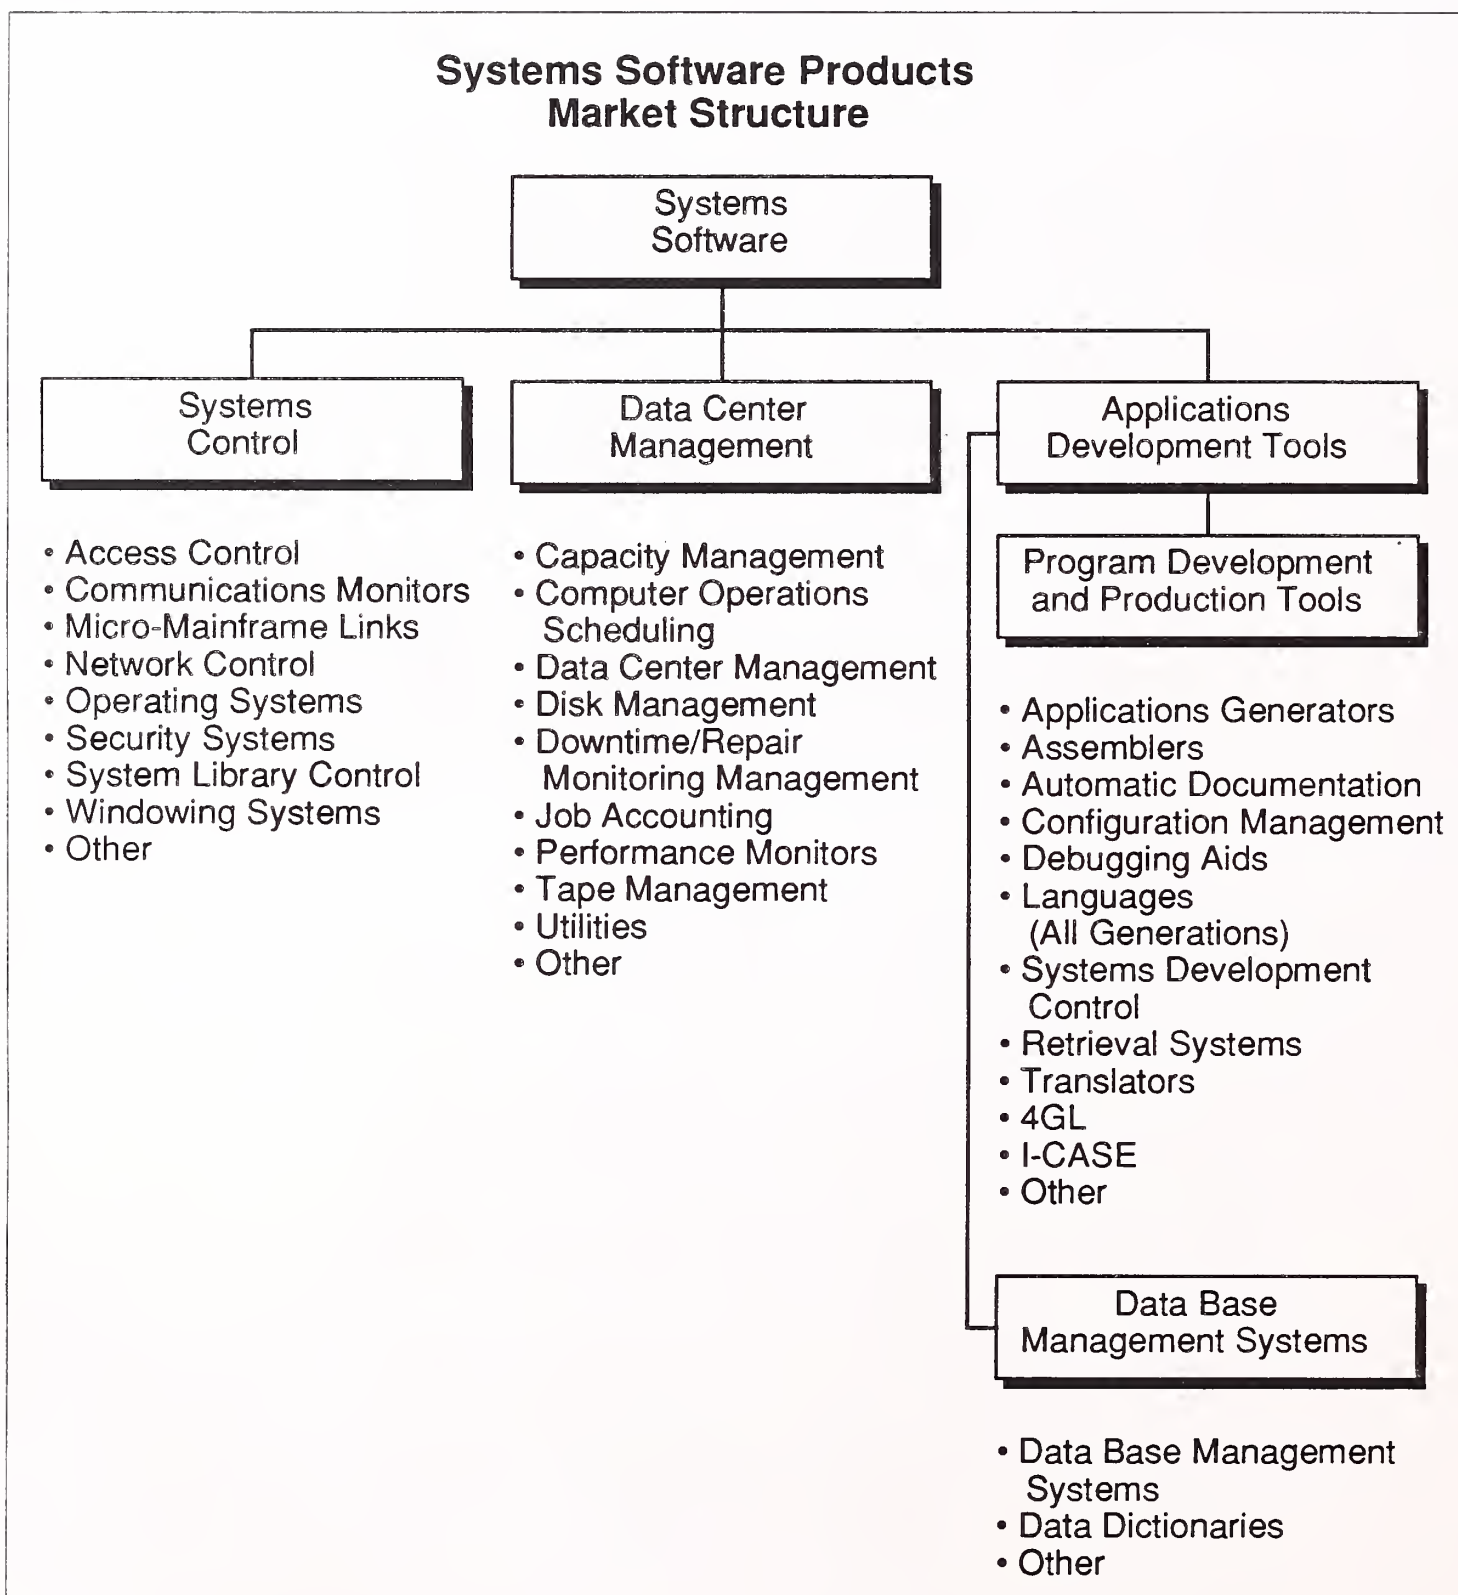 Systems Software Products
Market Structure
Systems
Software
Systems
Control
• Access Control
• Communications Monitors
• Micro-Mainframe Links
• Network Control
• Operating Systems
• Security Systems
• System Library Control
• Windowing Systems
• Other
Data Center
Management
• Capacity Management
• Computer Operations
Scheduling
• Data Center Management
• Disk Management
• Downtime/Repair
Monitoring Management
• Job Accounting
• Performance Monitors
• Tape Management
• Utilities
• Other
Applications
Development Tools
Program Development
and Production Tools
• Applications Generators
• Assemblers
• Automatic Documentation
• Configuration Management
• Debugging Aids
• Languages
(All Generations)
• Systems Development
Control
• Retrieval Systems
• Translators
• 4GL
• I-CASE
• Other
Data Base
Management Systems
• Data Base Management
Systems
• Data Dictionaries
• Other